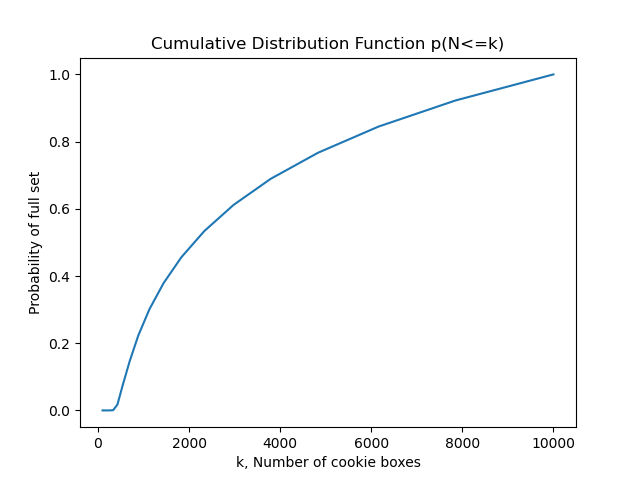 Cumulative Distribution Function p(N<=k)
1.0
0.8
0.6
0.4
0.2
0.0
Probability of full set
0 2000 4000 6000 8000 10000
k, Number of cookie boxes